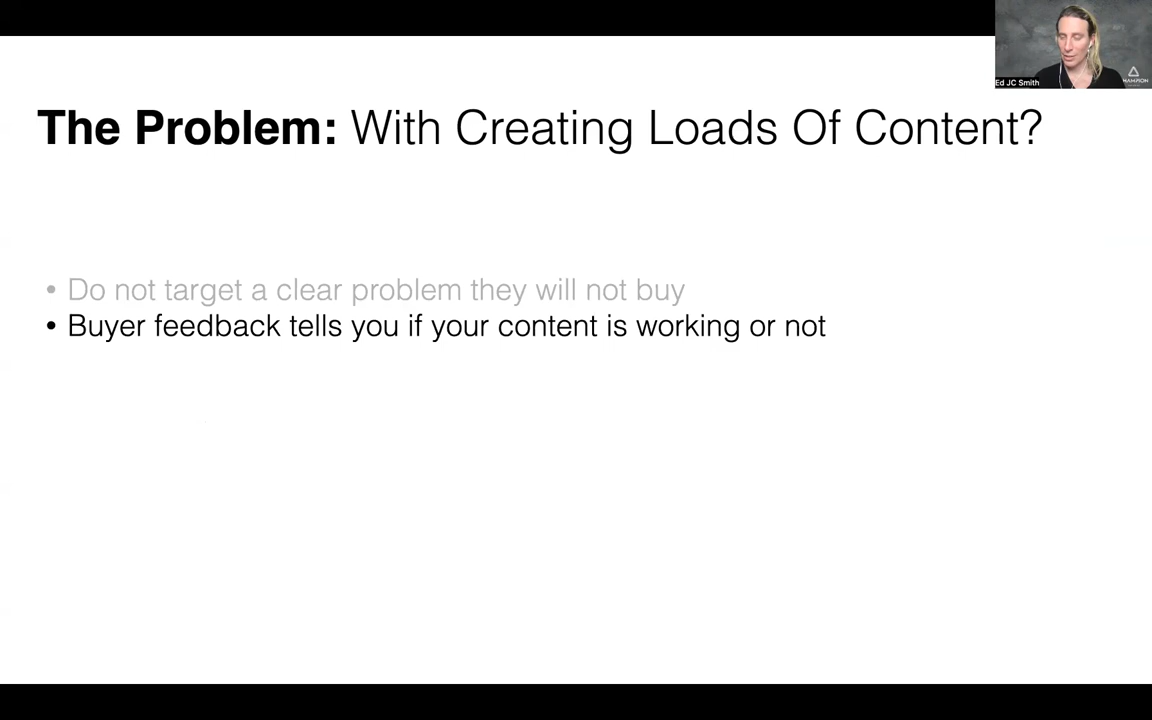 Ed JC Smith
The Problem: With Creating Loads Of Content?
• Do not target a clear problem they will not buy
• Buyer feedback tells you if your content is working or not